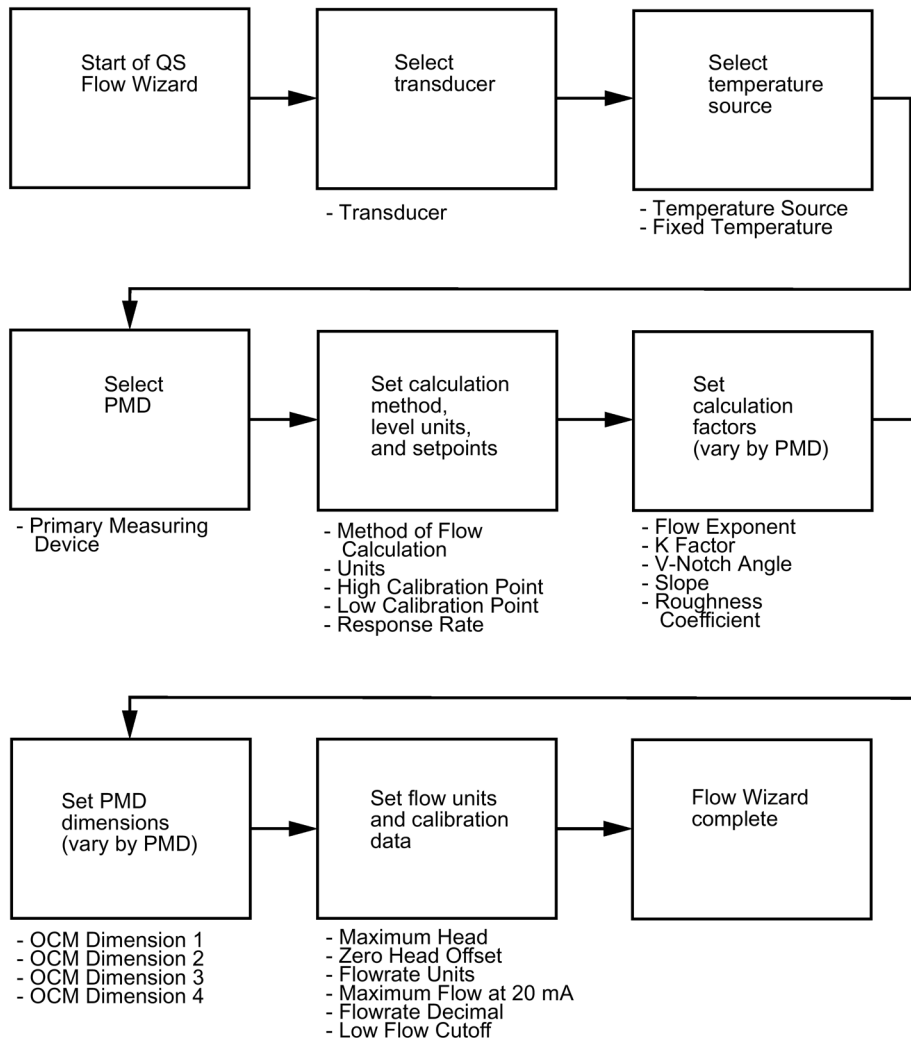 Start of QS
Flow Wizard
Select
transducer
- Transducer
Select
temperature
source
- Temperature Source
- Fixed Temperature
Select
PMD
- Primary Measuring
Device
Set calculation
method,
level units,
and setpoints
- Method of Flow
Calculation
- Units
- High Calibration Point
- Low Calibration Point
- Response Rate
Set
calculation
factors
(vary by PMD)
- Flow Exponent
- K Factor
- V-Notch Angle
- Slope
- Roughness
Coefficient
Set PMD
dimensions
(vary by PMD)
- OCM Dimension 1
- OCM Dimension 2
- OCM Dimension 3
- OCM Dimension 4
Set flow units
and calibration
data
- Maximum Head
- Zero Head Offset
- Flowrate Units
- Maximum Flow at 20 mA
- Flowrate Decimal
- Low Flow Cutoff
Flow Wizard
complete